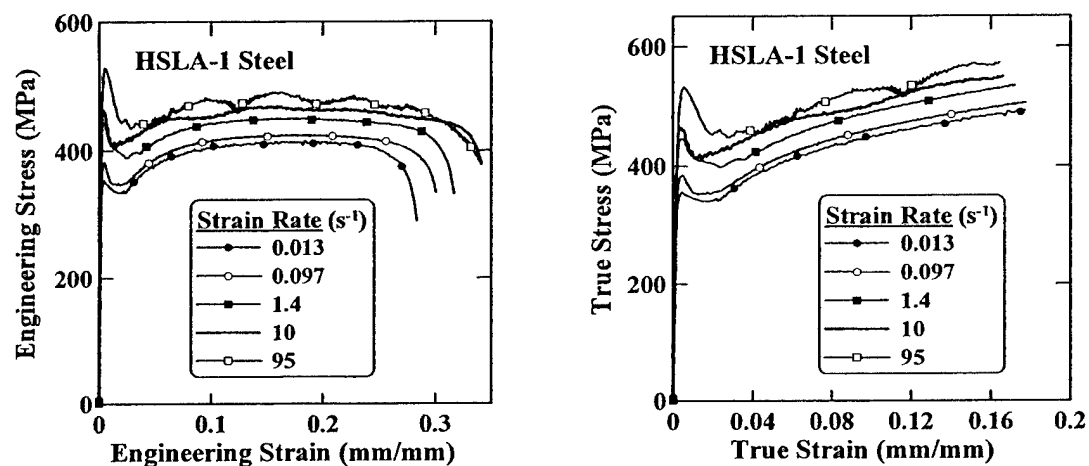 600
HSLA-1 Steel
400
200
0
Engineering Stress (MPa)
Strain Rate (s-1)
0.013
0.097
1.4
10
95
0 0.1 0.2 0.3
Engineering Strain (mm/mm)
600
HSLA-1 Steel
400
200
0
True Stress (MPa)
Strain Rate (s-1)
0.013
0.097
1.4
10
95
0 0.04 0.08 0.12 0.16 0.2
True Strain (mm/mm)